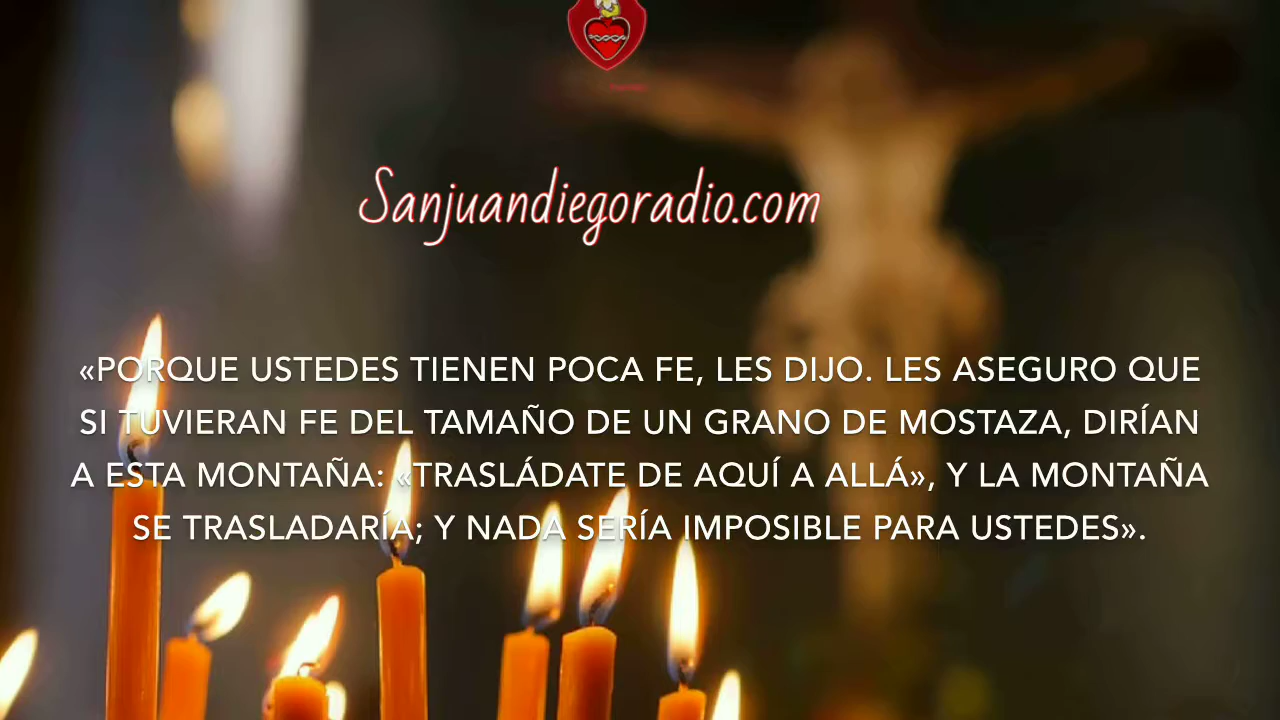 Sanjuandiegoradio.com
«PORQUE USTEDES TIENEN POCA FE, LES DIJO. LES ASEGURO QUE
SI TUVIERAN FE DEL TAMAÑO DE UN GRANO DE MOSTAZA, DIRÍAN
A ESTA MONTAÑA: «TRASLÁDATE DE AQUÍ A ALLÁ», Y LA MONTAÑA
SE TRASLADARÍA; Y NADA SERÍA IMPOSIBLE PARA USTEDES».